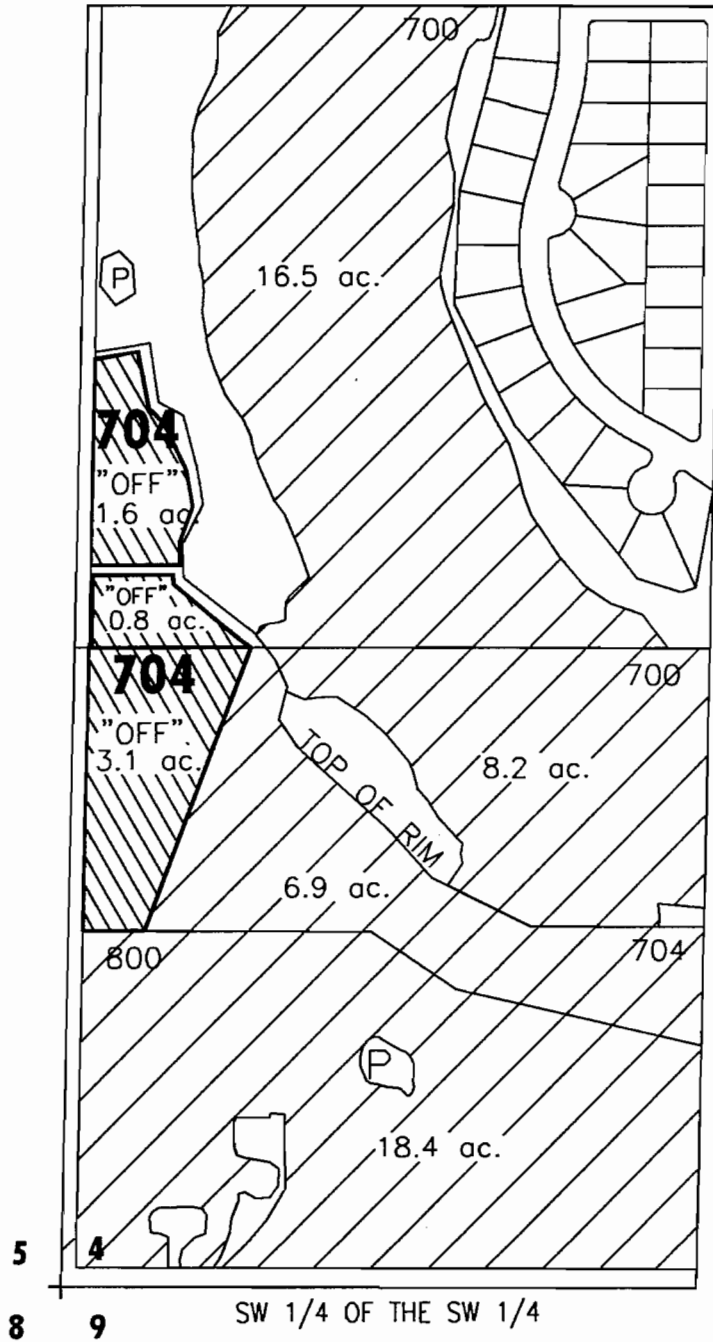 700
16.5 ac.
P
704
"OFF"
1.6 ac.
"OFF"
0.8 ac.
704
700
"OFF"
3.1 ac.
TOP OF RIM
8.2 ac.
6.9 ac.
800
704
P
18.4 ac.
5 4
8 9
SW 1/4 OF THE SW 1/4